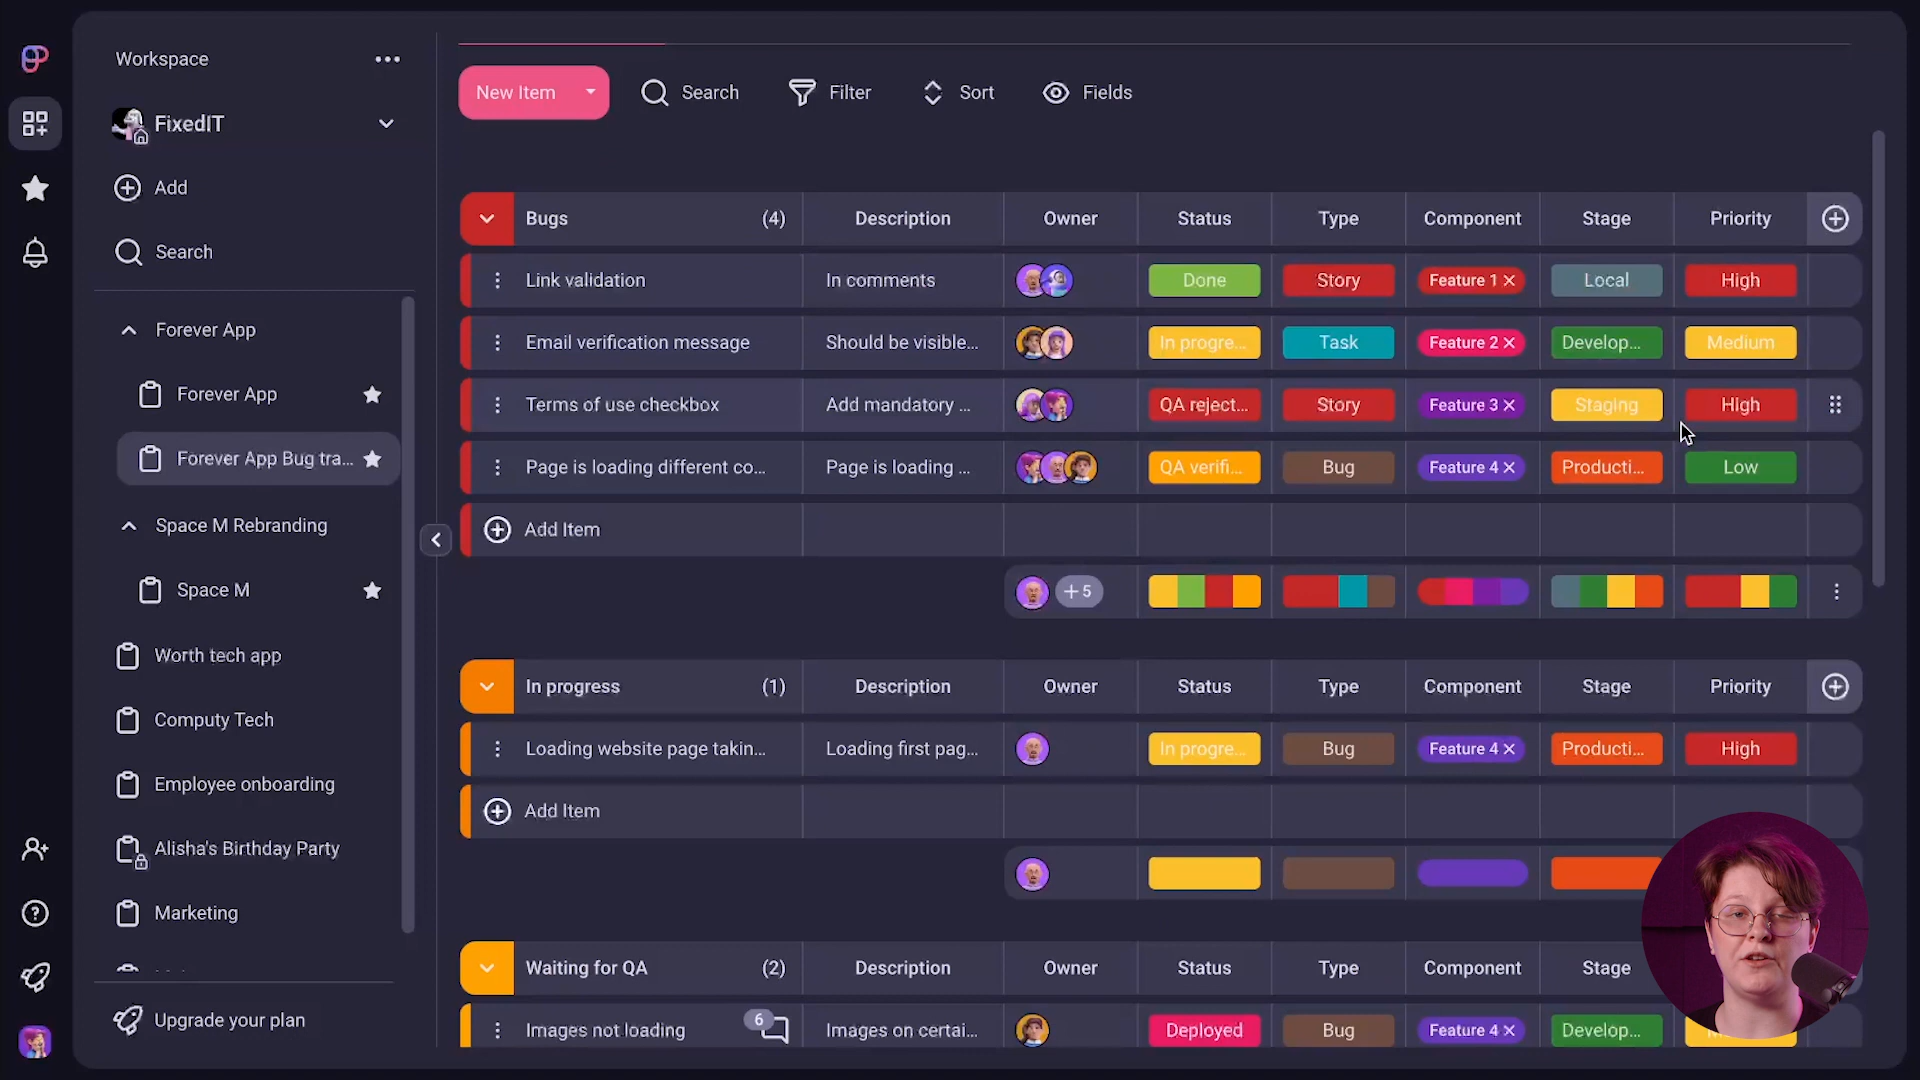 Workspace
FixedIT
Add
Search
Forever App
Forever App
Forever App Bug tra...
Space M Rebranding
Space M
Worth tech app
Computy Tech
Employee onboarding
Alisha's Birthday Party
Marketing
Upgrade your plan
New Item Search Filter Sort Fields
Bugs (4) Description Owner Status Type Component Stage Priority
Link validation In comments Done Story Feature 1 Local High
Email verification message Should be visible... In progre... Task Feature 2 Develop... Medium
Terms of use checkbox Add mandatory ... QA reject... Story Feature 3 Staging High
Page is loading different co... Page is loading ... QA verifi... Bug Feature 4 Producti... Low
Add Item
+5
In progress (1) Description Owner Status Type Component Stage Priority
Loading website page takin... Loading first pag... In progre... Bug Feature 4 Producti... High
Add Item
Waiting for QA (2) Description Owner Status Type Component Stage
Images not loading 6 Images on certai... Deployed Bug Feature 4 Develop...